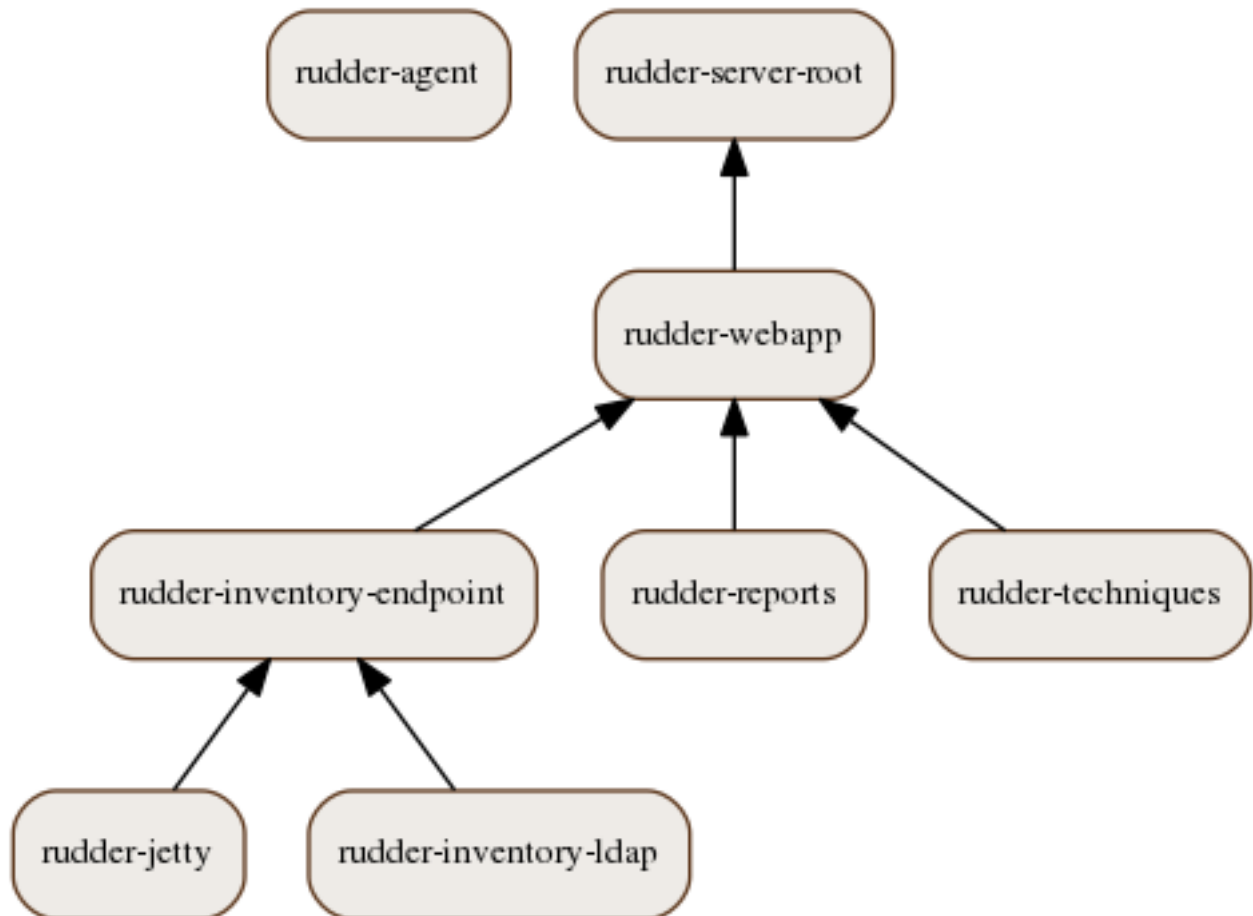 rudder-agent
rudder-server-root
rudder-webapp
rudder-inventory-endpoint
rudder-reports
rudder-techniques
rudder-jetty
rudder-inventory-ldap